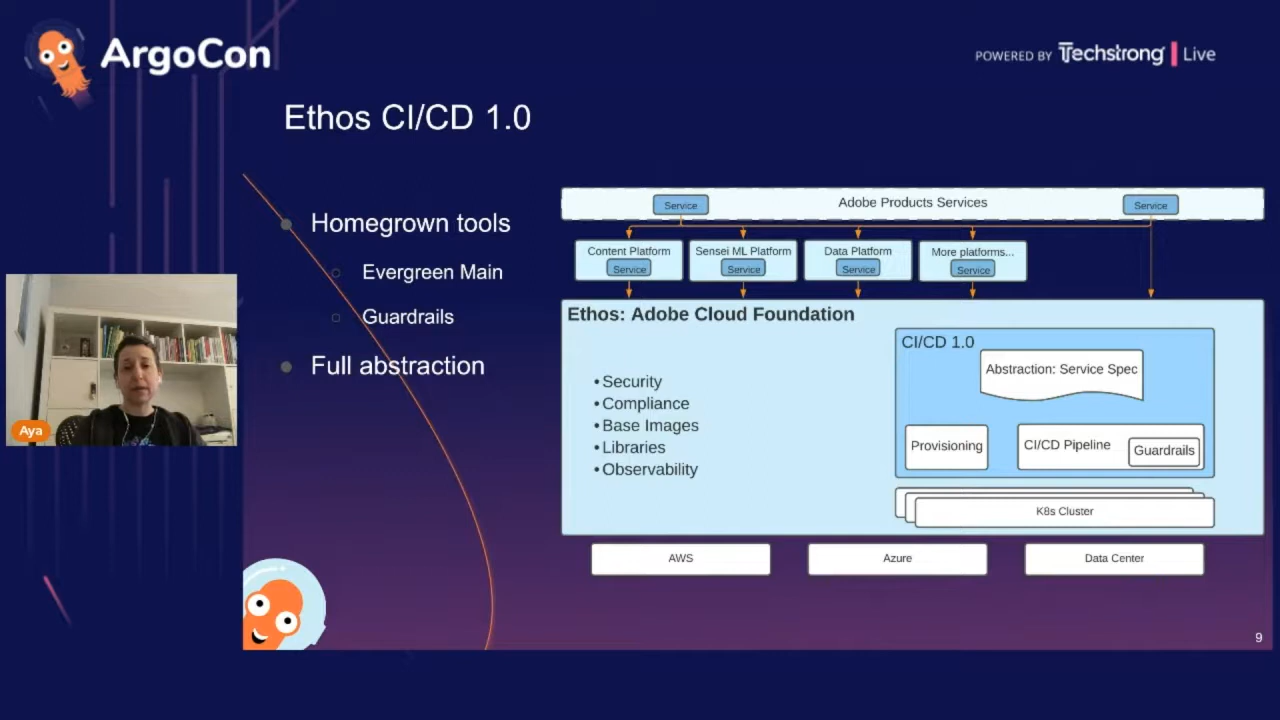 ArgoCon
POWERED BY Techstrong | Live
Ethos CI/CD 1.0
Homegrown tools
Evergreen Main
Guardrails
Full abstraction
Adobe Products Services
Service
Service
Content Platform
Service
Sensei ML Platform
Service
Data Platform
Service
More platforms...
Service
Ethos: Adobe Cloud Foundation
•Security
•Compliance
•Base Images
•Libraries
•Observability
CI/CD 1.0
Abstraction: Service Spec
Provisioning
CI/CD Pipeline
Guardrails
K8s Cluster
AWS
Azure
Data Center
Aya
9